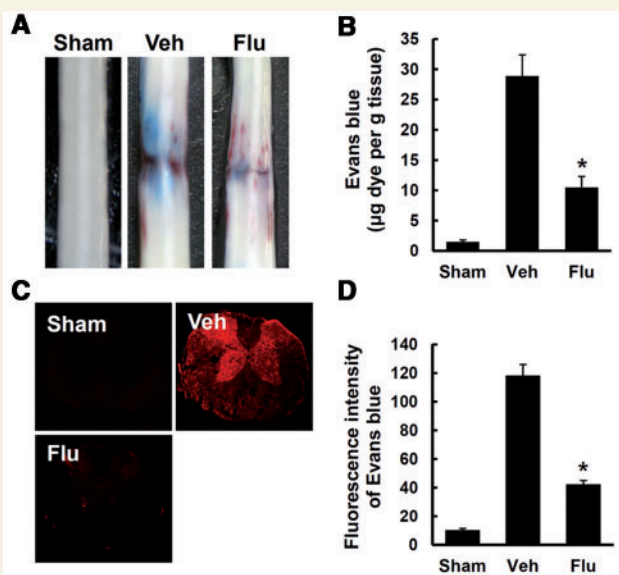 A
Sham Veh Flu
B
Evans blue
(µg dye per g tissue)
35
30
25
20
15
10
5
0
*
Sham Veh Flu
C
Sham
Veh
Flu
D
Fluorescence intensity
of Evans blue
140
120
100
80
60
40
20
0
*
Sham Veh Flu